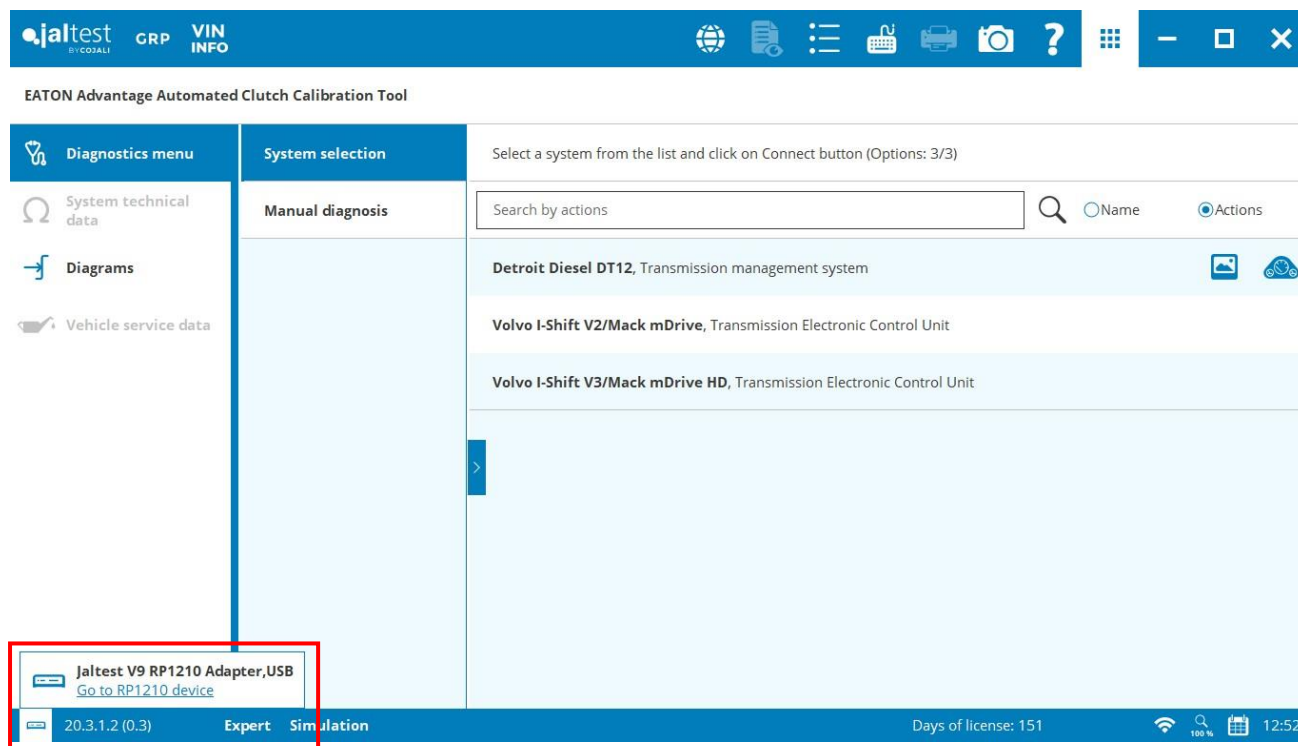 jaltest
BY COJALI
GRP
VIN
INFO
?
EATON Advantage Automated Clutch Calibration Tool
Diagnostics menu
System selection
Select a system from the list and click on Connect button (Options: 3/3)
System technical
data
Manual diagnosis
Search by actions
Name
Actions
Diagrams
Detroit Diesel DT12, Transmission management system
Vehicle service data
Volvo I-Shift V2/Mack mDrive, Transmission Electronic Control Unit
Volvo I-Shift V3/Mack mDrive HD, Transmission Electronic Control Unit
>
Jaltest V9 RP1210 Adapter,USB
Go to RP1210 device
20.3.1.2 (0.3) Expert Simulation
Days of license: 151
100 %
12:52